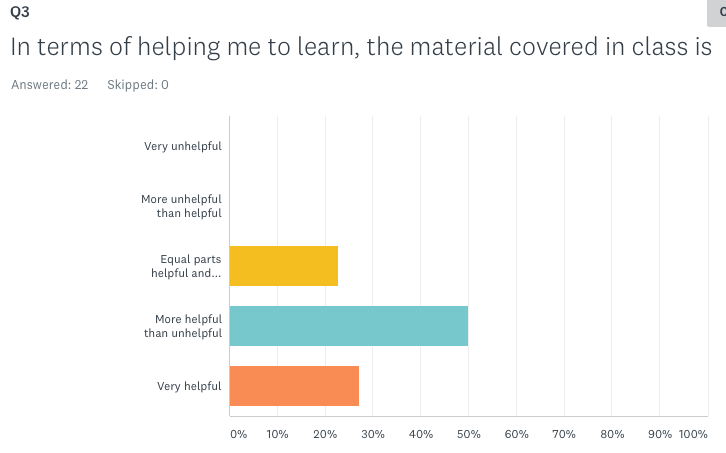 Q3
In terms of helping me to learn, the material covered in class is
Answered: 22 Skipped: 0
Very unhelpful
More unhelpful
than helpful
Equal parts
helpful and...
More helpful
than unhelpful
Very helpful
0% 10% 20% 30% 40% 50% 60% 70% 80% 90% 100%